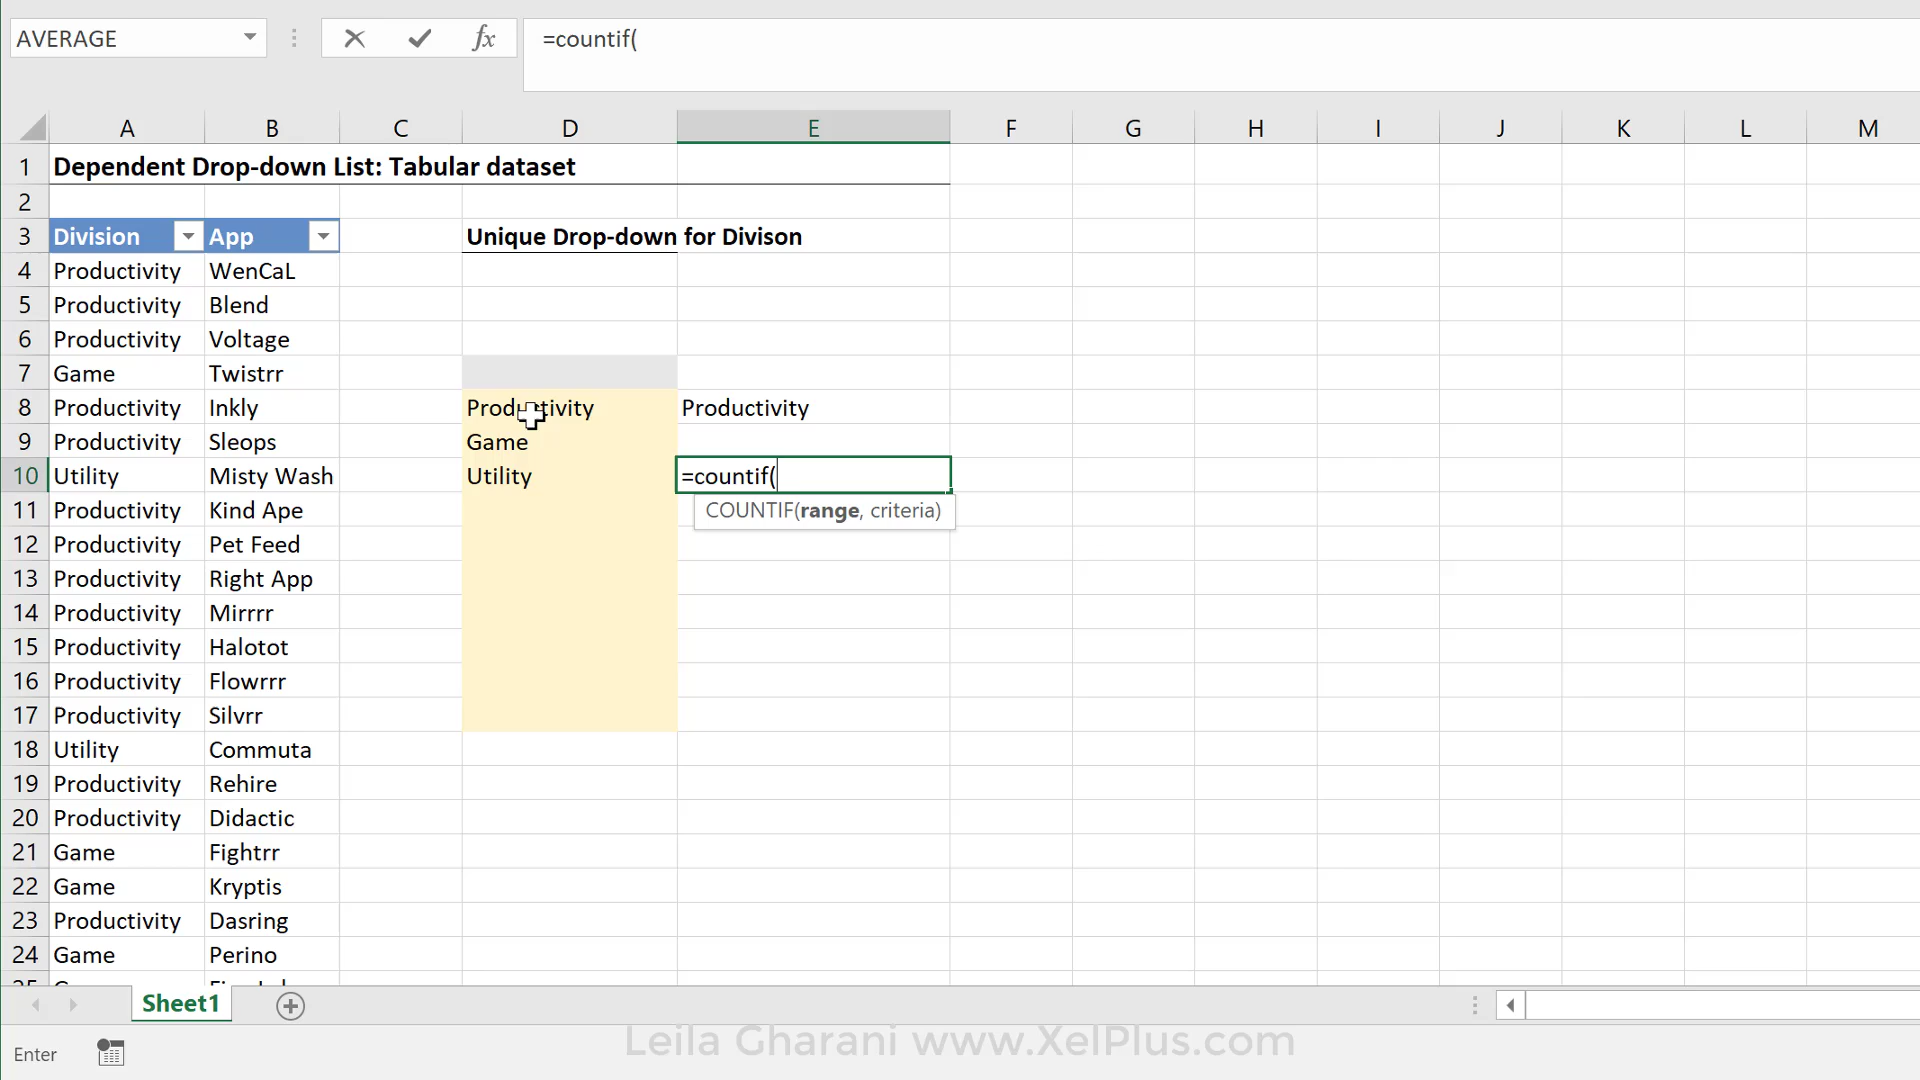 AVERAGE fx =countif(
A B C D E F G H I J K L M
1 Dependent Drop-down List: Tabular dataset
2
3 Division App Unique Drop-down for Divison
4 Productivity WenCaL
5 Productivity Blend
6 Productivity Voltage
7 Game Twistrr
8 Productivity Inkly Productivity Productivity
9 Productivity Sleops Game
10 Utility Misty Wash Utility =countif(
11 Productivity Kind Ape COUNTIF(range, criteria)
12 Productivity Pet Feed
13 Productivity Right App
14 Productivity Mirrrr
15 Productivity Halotot
16 Productivity Flowrrr
17 Productivity Silvrr
18 Utility Commuta
19 Productivity Rehire
20 Productivity Didactic
21 Game Fightrr
22 Game Kryptis
23 Productivity Dasring
24 Game Perino
Sheet1
Leila Gharani www.XelPlus.com
Enter